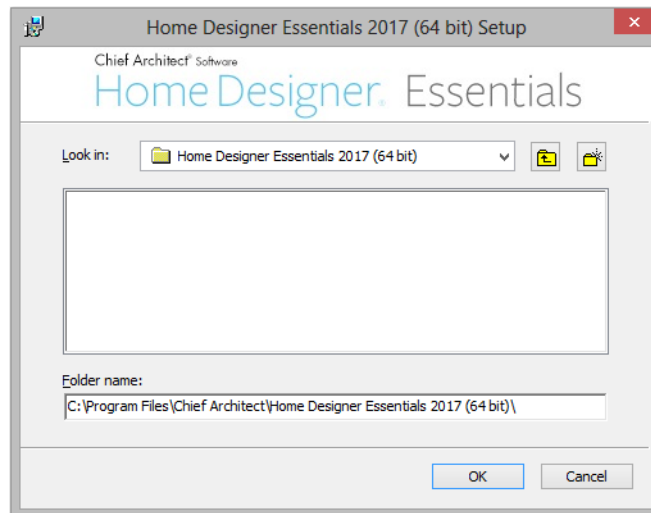 Home Designer Essentials 2017 (64 bit) Setup
Chief Architect® Software
Home Designer® Essentials
Look in:
Home Designer Essentials 2017 (64 bit)
Folder name:
C:\Program Files\Chief Architect\Home Designer Essentials 2017 (64 bit)\
OK
Cancel